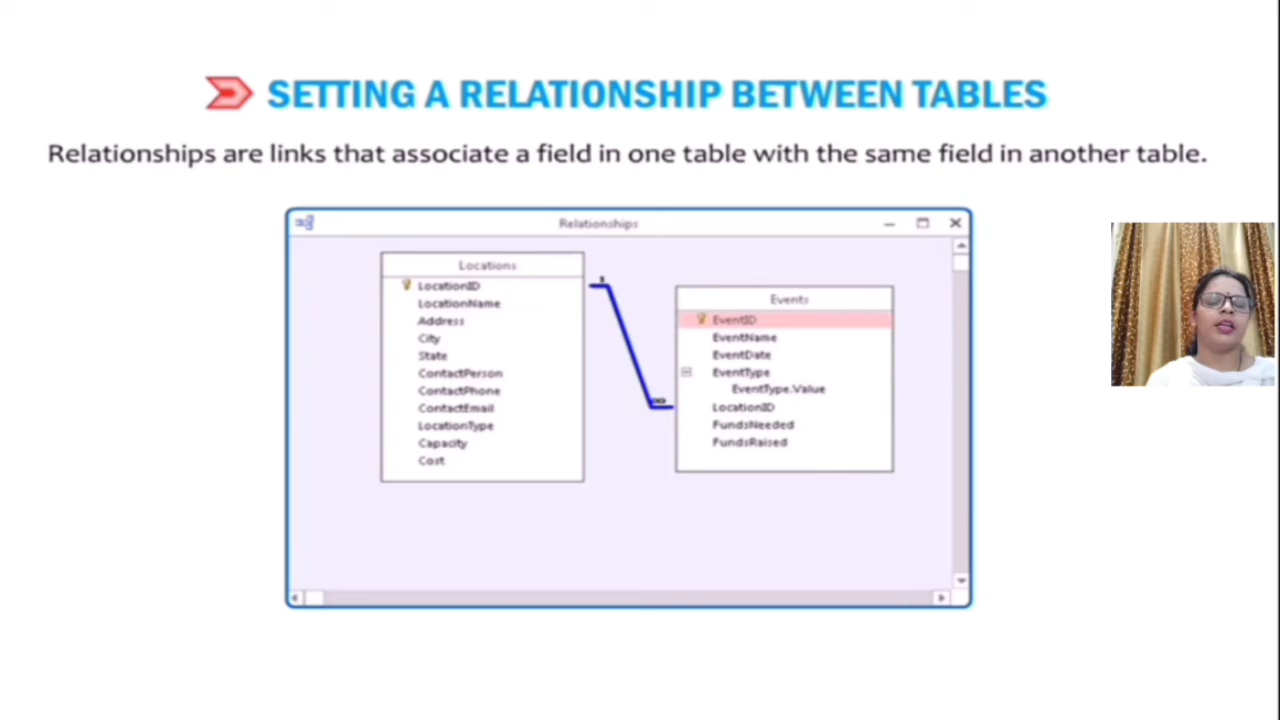 SETTING A RELATIONSHIP BETWEEN TABLES
Relationships are links that associate a field in one table with the same field in another table.
Relationships
Locations
LocationID
LocationName
Address
City
State
ContactPerson
ContactPhone
ContactEmail
LocationType
Capacity
Cost
1
∞
Events
EventID
EventName
EventDate
EventType
EventType.Value
LocationID
FundsNeeded
FundsRaised